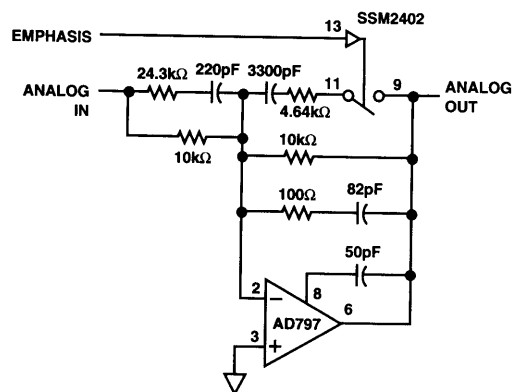 SSM2402
EMPHASIS
13
24.3kΩ
220pF
3300pF
11
9
ANALOG
IN
ANALOG
OUT
4.64kΩ
10kΩ
10kΩ
100Ω
82pF
50pF
2
−
8
AD797
6
3
+